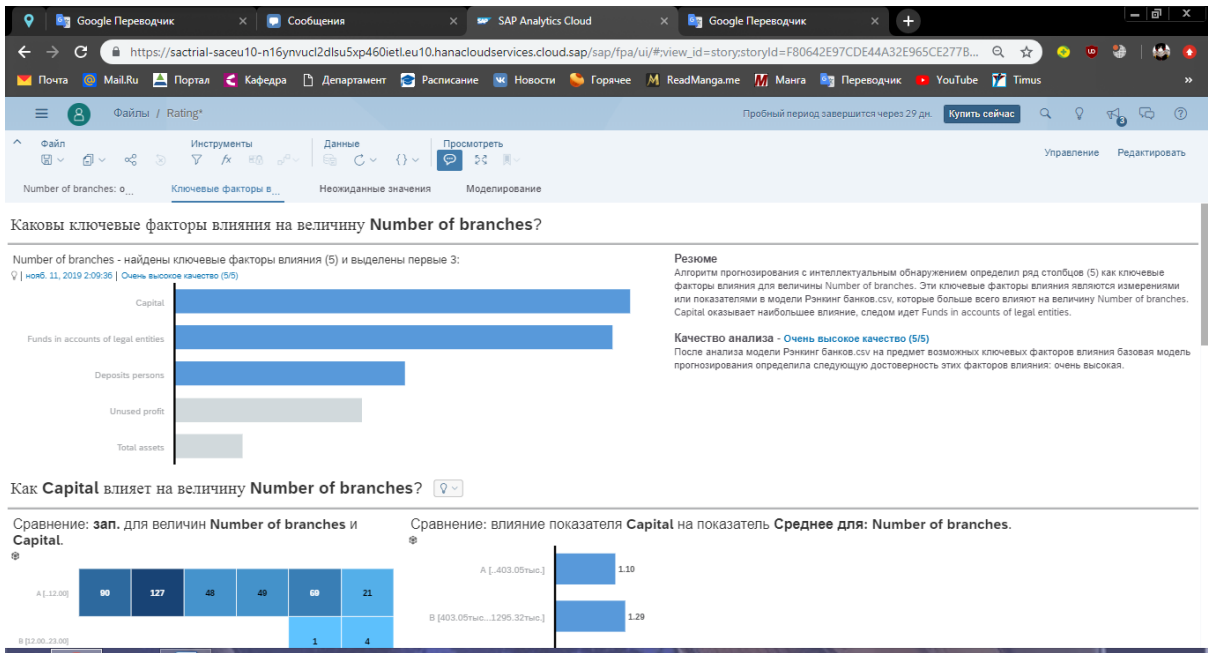 Google Переводчик
Сообщения
SAP Analytics Cloud
Google Переводчик
https://sactrial-saceu10-n16ynvucl2dlsu5xp460ietl.eu10.hanacloudservices.cloud.sap/sap/fpa/ui/#;view_id=story;storyId=F80642E97CDE44A32E965CE277B...
Почта
Mail.Ru
Портал
Кафедра
Департамент
Расписание
Новости
Горячее
ReadManga.me
Манга
Переводчик
YouTube
Timus
»
Файлы / Rating*
Пробный период завершится через 29 дн.
Купить сейчас
3
Файл
Инструменты
Данные
Просмотреть
Управление
Редактировать
Number of branches: о...
Ключевые факторы в...
Неожиданные значения
Моделирование
Каковы ключевые факторы влияния на величину Number of branches?
Number of branches - найдены ключевые факторы влияния (5) и выделены первые 3:
нояб. 11, 2019 2:09:36 | Очень высокое качество (5/5)
Capital
Funds in accounts of legal entities
Deposits persons
Unused profit
Total assets
Резюме
Алгоритм прогнозирования с интеллектуальным обнаружением определил ряд столбцов (5) как ключевые
факторы влияния для величины Number of branches. Эти ключевые факторы влияния являются измерениями
или показателями в модели Рэнкинг банков.csv, которые больше всего влияют на величину Number of branches.
Capital оказывает наибольшее влияние, следом идет Funds in accounts of legal entities.
Качество анализа - Очень высокое качество (5/5)
После анализа модели Рэнкинг банков.csv на предмет возможных ключевых факторов влияния базовая модель
прогнозирования определила следующую достоверность этих факторов влияния: очень высокая.
Как Capital влияет на величину Number of branches?
Сравнение: зап. для величин Number of branches и
Capital.
A [..12.00]
90
127
48
49
69
21
B [12.00..23.00]
1
4
Сравнение: влияние показателя Capital на показатель Среднее для: Number of branches.
A [..403.05тыс.]
1.10
B [403.05тыс...1295.32тыс.]
1.29